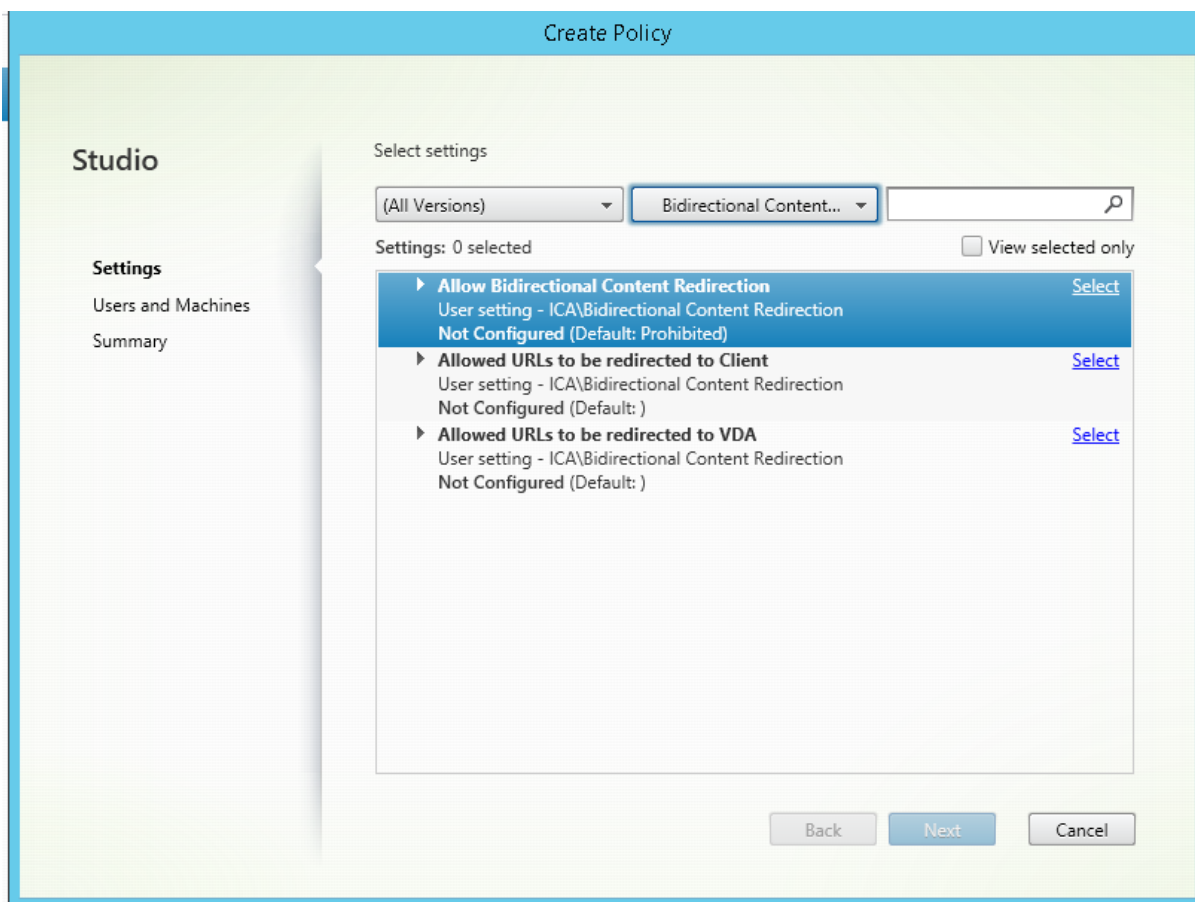 Create Policy
Studio
Settings
Users and Machines
Summary
Select settings
(All Versions)
Bidirectional Content...
Settings: 0 selected
View selected only
Allow Bidirectional Content Redirection
Select
User setting - ICA\Bidirectional Content Redirection
Not Configured (Default: Prohibited)
Allowed URLs to be redirected to Client
Select
User setting - ICA\Bidirectional Content Redirection
Not Configured (Default: )
Allowed URLs to be redirected to VDA
Select
User setting - ICA\Bidirectional Content Redirection
Not Configured (Default: )
Back
Next
Cancel